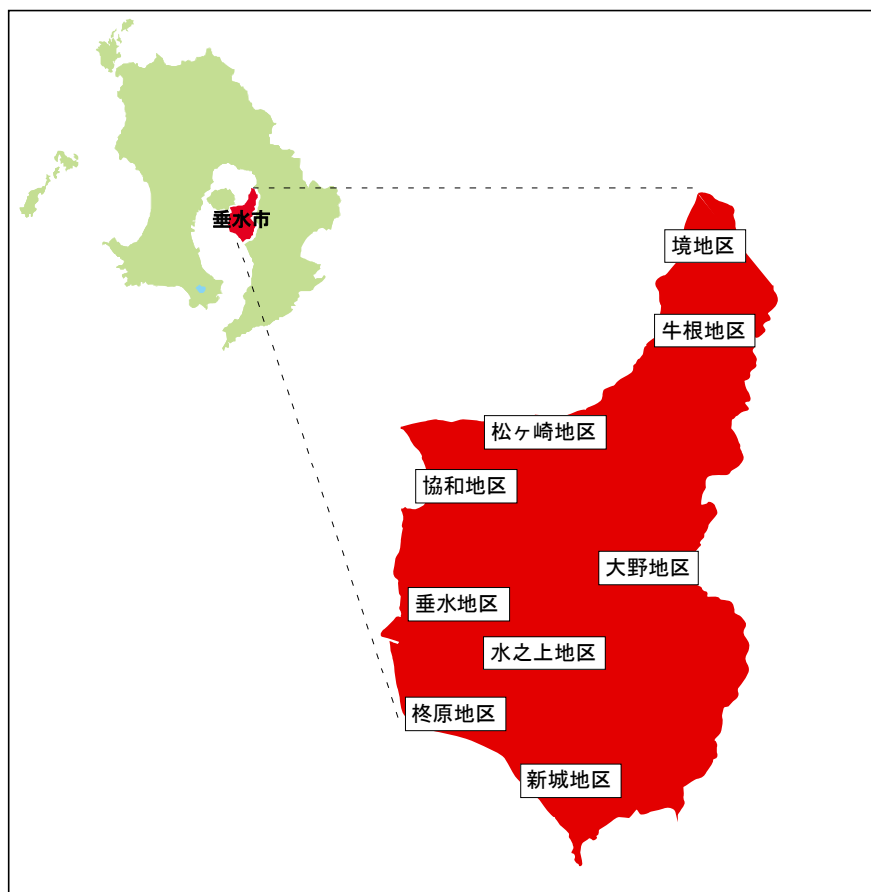 垂水市
境地区
牛根地区
松ヶ崎地区
協和地区
大野地区
垂水地区
水之上地区
柊原地区
新城地区